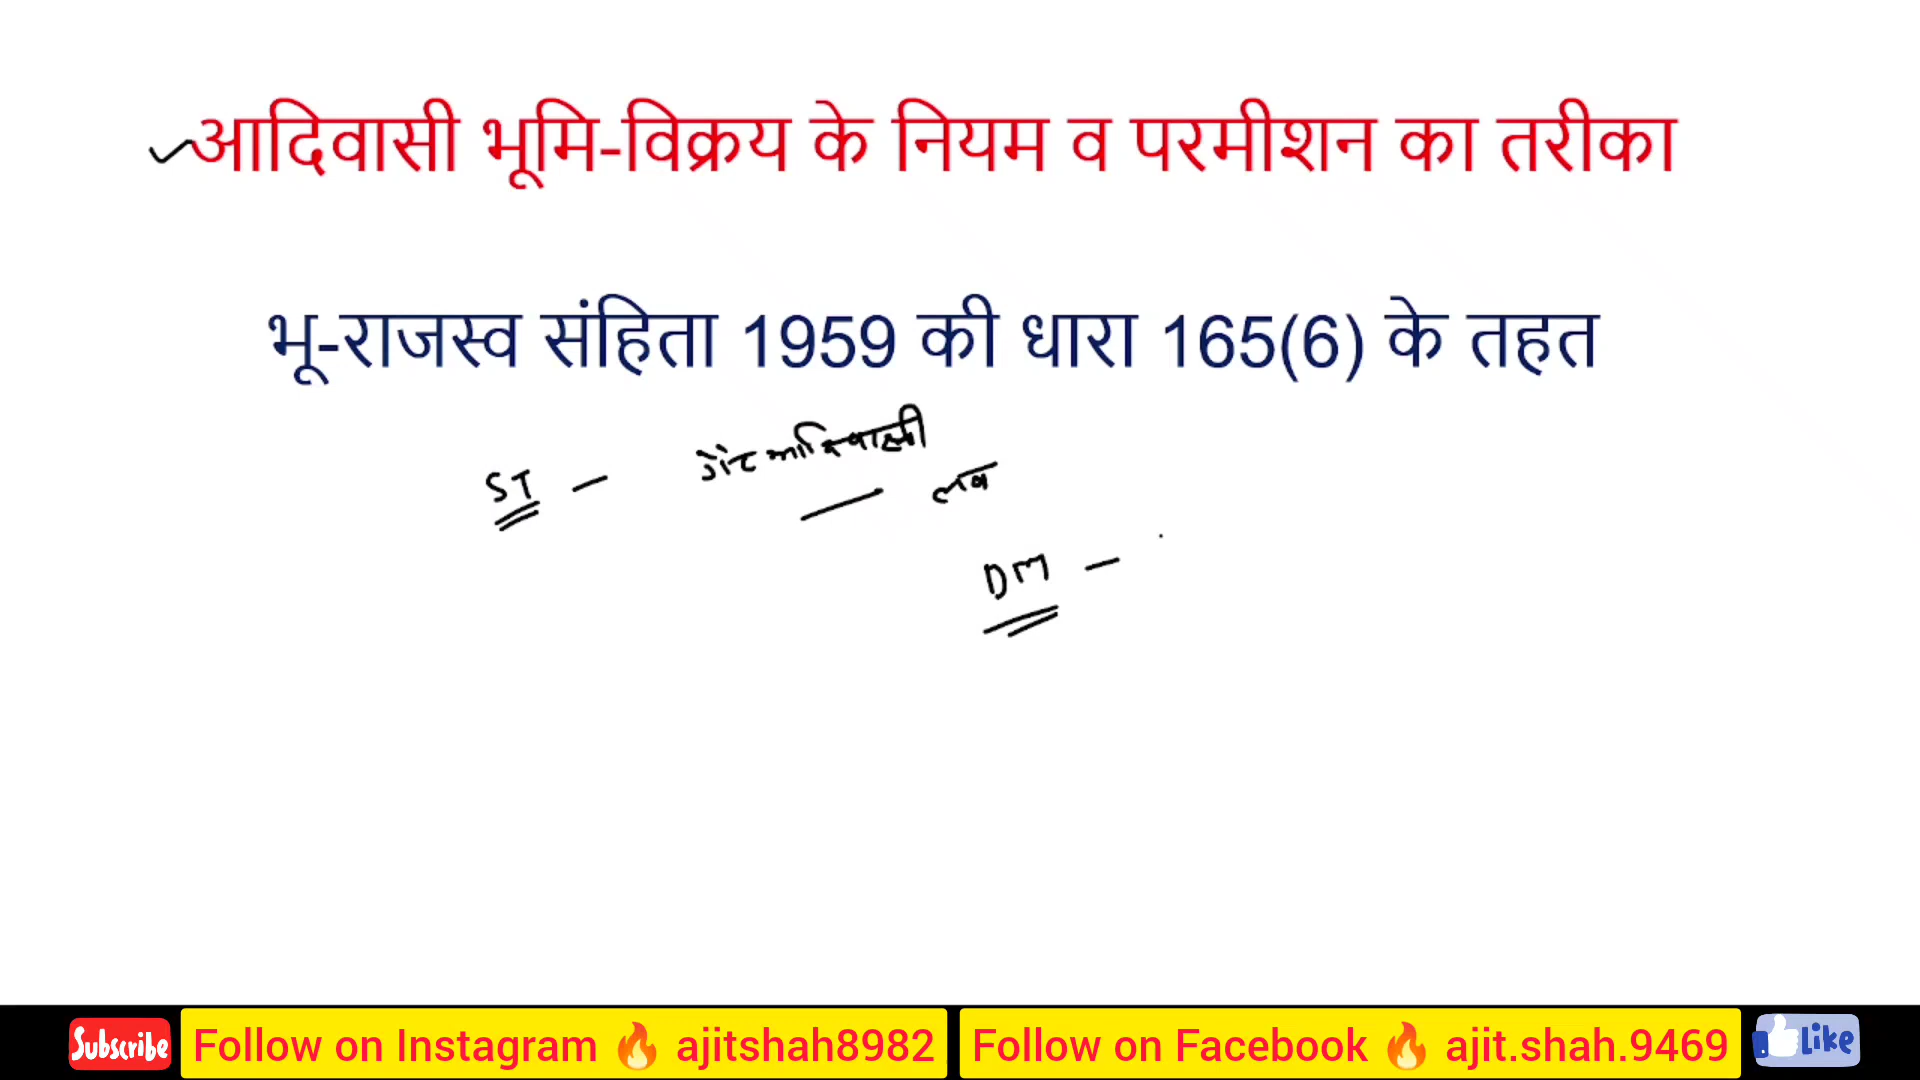 आदिवासी भूमि-विक्रय के नियम व परमीशन का तरीका
भू-राजस्व संहिता 1959 की धारा 165(6) के तहत
ST - गैर आदिवासी
DM -
Subscribe Follow on Instagram 🔥 ajitshah8982 Follow on Facebook 🔥 ajit.shah.9469 Like